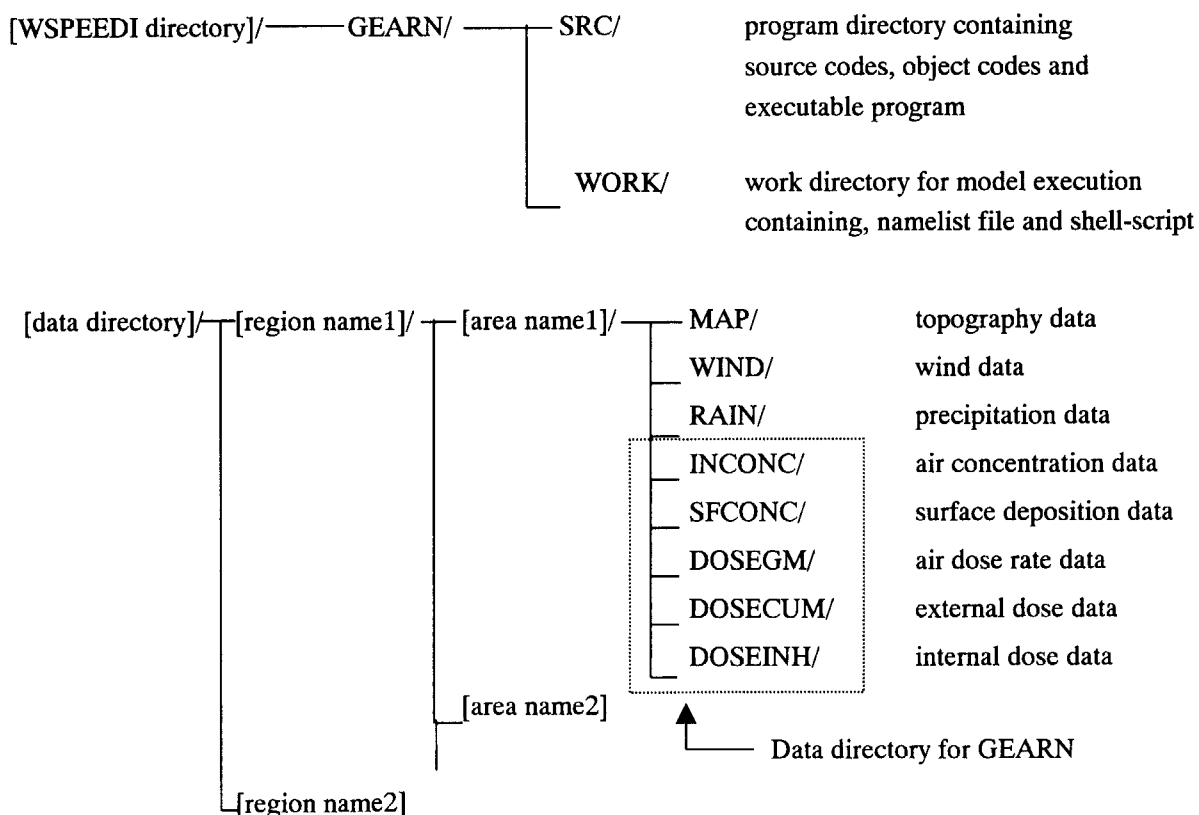 [WSPEEDI directory]/ GEARN/ SRC/ program directory containing
source codes, object codes and
executable program
WORK/ work directory for model execution
containing, namelist file and shell-script
[data directory]/ [region name1]/ [area name1]/ MAP/ topography data
WIND/ wind data
RAIN/ precipitation data
INCONC/ air concentration data
SFCONC/ surface deposition data
DOSEGM/ air dose rate data
DOSECUM/ external dose data
DOSEINH/ internal dose data
[area name2]
Data directory for GEARN
[region name2]